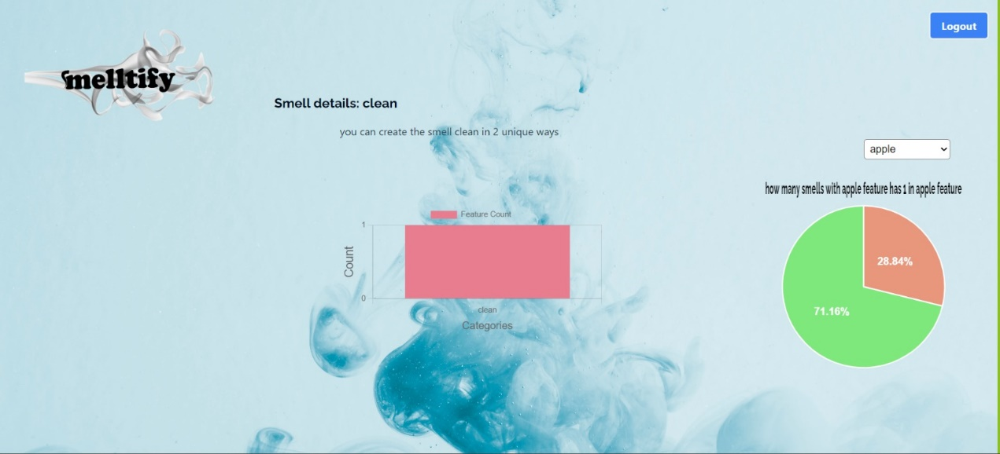 Logout
smelltify
Smell details: clean
you can create the smell clean in 2 unique ways
apple
how many smells with apple feature has 1 in apple feature
Feature Count
1
Count
0
clean
Categories
28.84%
71.16%